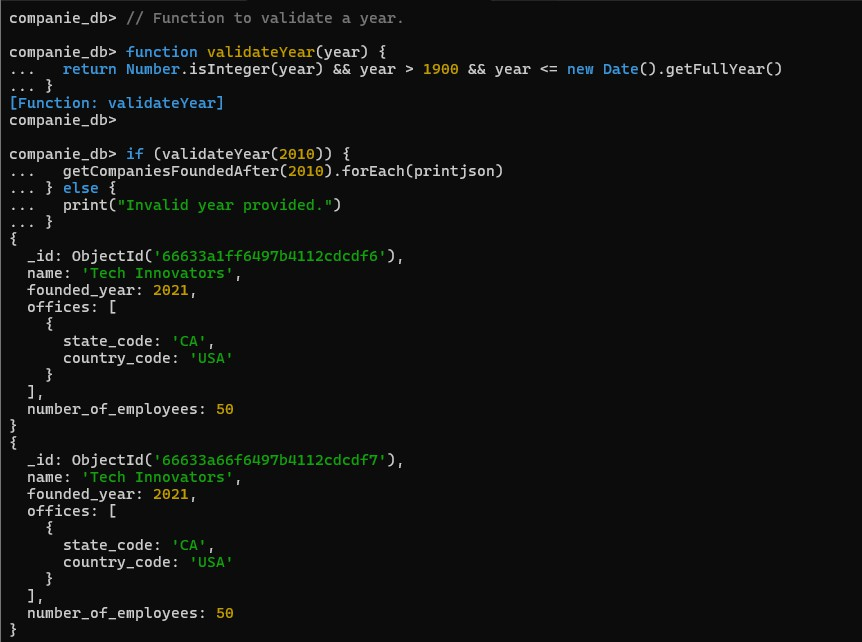 companie_db> // Function to validate a year.
companie_db> function validateYear(year) {
...   return Number.isInteger(year) && year > 1900 && year <= new Date().getFullYear()
... }
[Function: validateYear]
companie_db>
companie_db> if (validateYear(2010)) {
...   getCompaniesFoundedAfter(2010).forEach(printjson)
... } else {
...   print("Invalid year provided.")
... }
{
  _id: ObjectId('66633a1ff6497b4112cdcdf6'),
  name: 'Tech Innovators',
  founded_year: 2021,
  offices: [
    {
      state_code: 'CA',
      country_code: 'USA'
    }
  ],
  number_of_employees: 50
}
{
  _id: ObjectId('66633a66f6497b4112cdcdf7'),
  name: 'Tech Innovators',
  founded_year: 2021,
  offices: [
    {
      state_code: 'CA',
      country_code: 'USA'
    }
  ],
  number_of_employees: 50
}